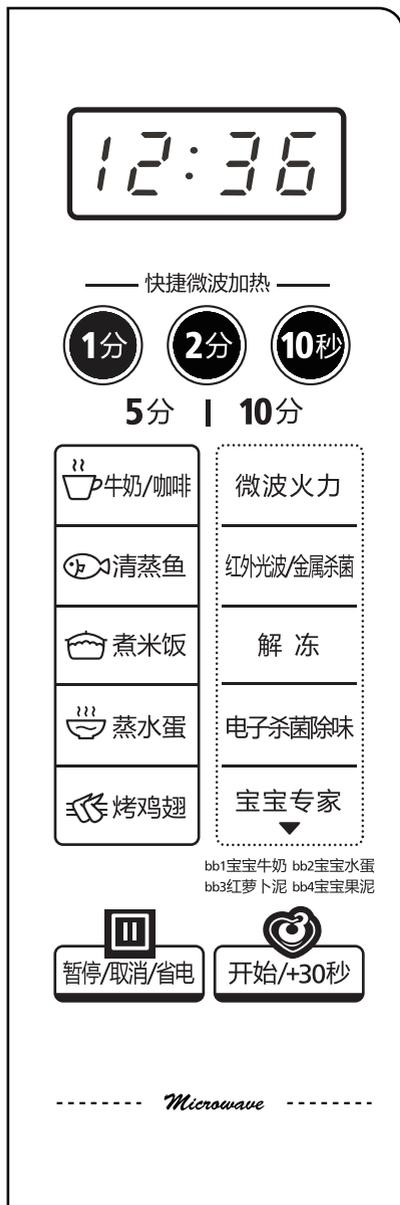 12:36
快捷微波加热
1分 2分 10秒
5分 10分
牛奶/咖啡 微波火力
清蒸鱼 红外光波/金属杀菌
煮米饭 解 冻
蒸水蛋 电子杀菌除味
烤鸡翅 宝宝专家
bb1宝宝牛奶 bb2宝宝水蛋
bb3红萝卜泥 bb4宝宝果泥
暂停/取消/省电 开始/+30秒
Microwave